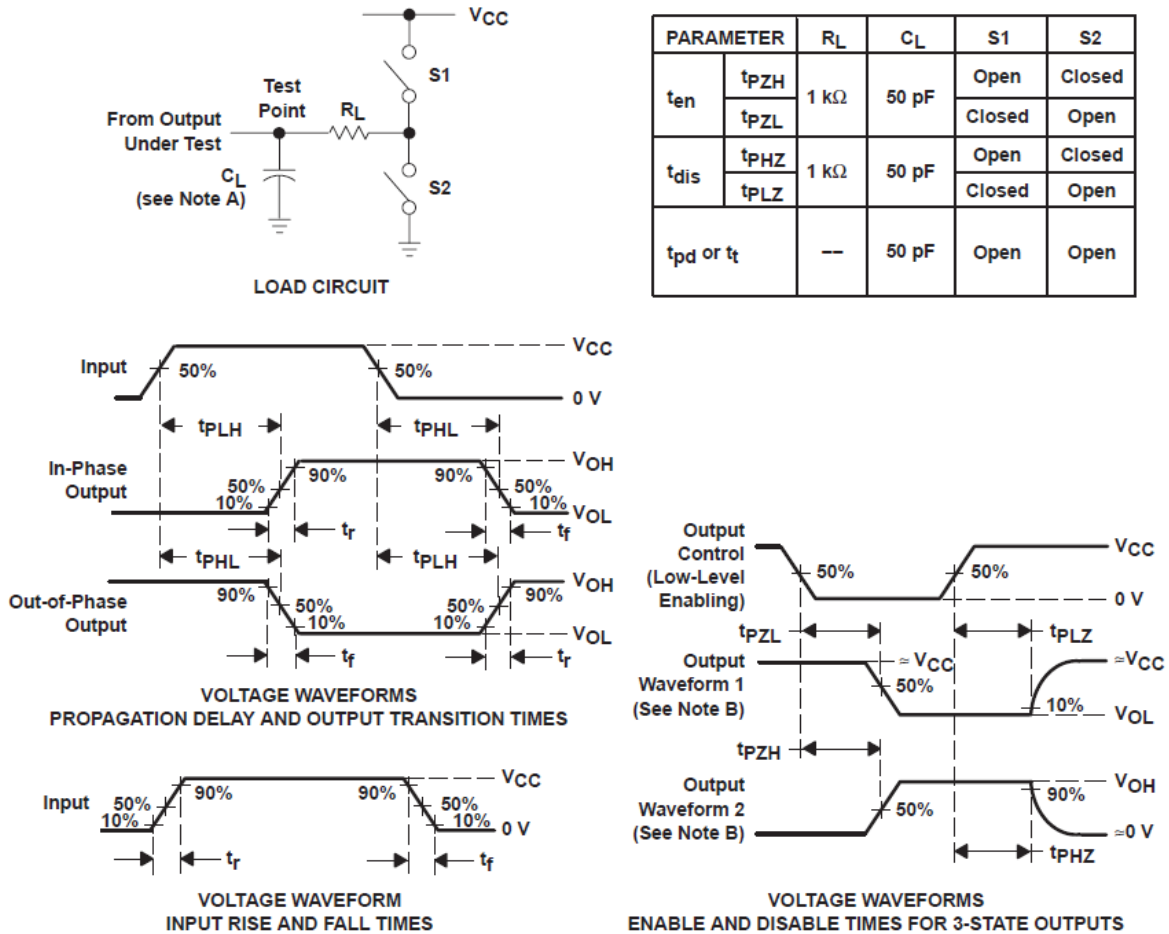 VCC
S1
Test
Point
RL
From Output
Under Test
CL
(see Note A)
S2
LOAD CIRCUIT
PARAMETER RL CL S1 S2
ten tPZH 1 kΩ 50 pF Open Closed
tPZL Closed Open
tdis tPHZ 1 kΩ 50 pF Open Closed
tPLZ Closed Open
tpd or tt –– 50 pF Open Open
Input 50% 50% VCC
0 V
tPLH tPHL
In-Phase
Output
VOH
90% 90%
50% 50%
10% 10%
VOL
tr tf
tPHL tPLH
Out-of-Phase
Output
VOH
90% 90%
50% 50%
10% 10%
VOL
tf tr
VOLTAGE WAVEFORMS
PROPAGATION DELAY AND OUTPUT TRANSITION TIMES
Input
VCC
90% 90%
50% 50%
10% 10%
0 V
tr tf
VOLTAGE WAVEFORM
INPUT RISE AND FALL TIMES
Output
Control
(Low-Level
Enabling)
VCC
50% 50%
0 V
tPZL tPLZ
Output
Waveform 1
(See Note B)
≈ VCC ≈VCC
50% 10%
VOL
tPZH
Output
Waveform 2
(See Note B)
VOH
50% 90%
≈0 V
tPHZ
VOLTAGE WAVEFORMS
ENABLE AND DISABLE TIMES FOR 3-STATE OUTPUTS